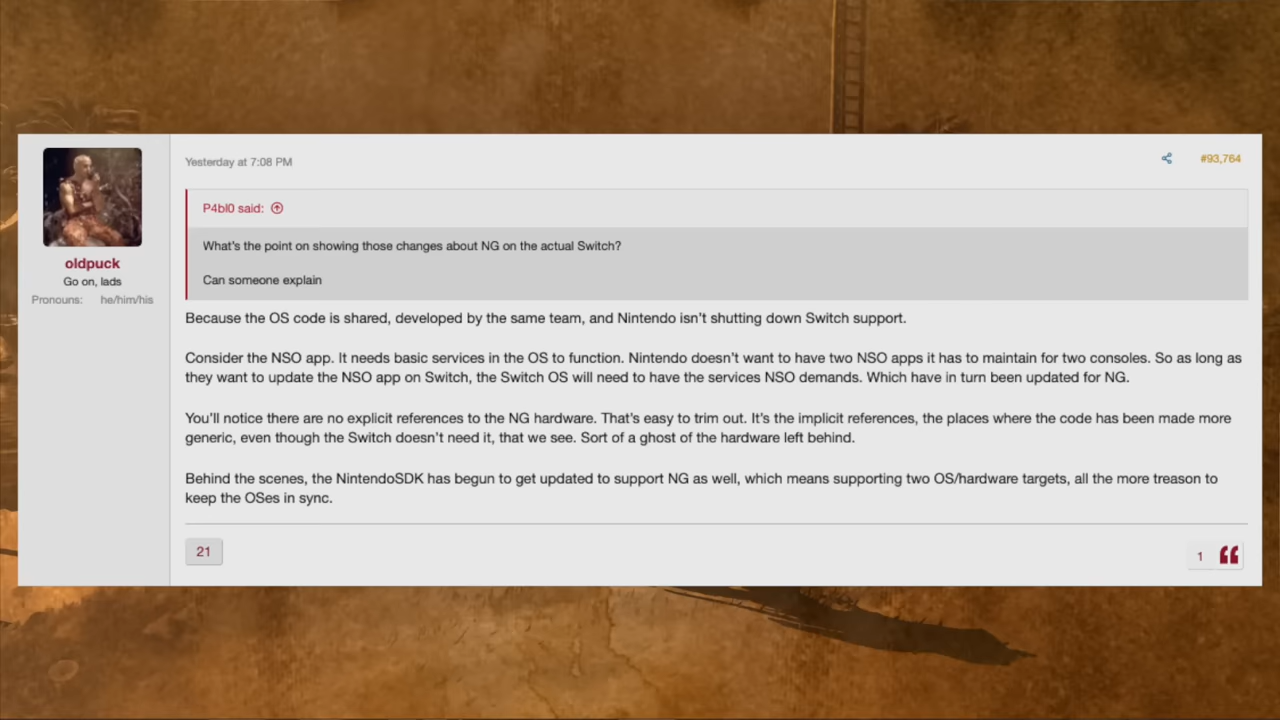 Yesterday at 7:08 PM
#93,764
oldpuck
Go on, lads
Pronouns: he/him/his
P4bl0 said:
What's the point on showing those changes about NG on the actual Switch?
Can someone explain
Because the OS code is shared, developed by the same team, and Nintendo isn't shutting down Switch support.
Consider the NSO app. It needs basic services in the OS to function. Nintendo doesn't want to have two NSO apps it has to maintain for two consoles. So as long as
they want to update the NSO app on Switch, the Switch OS will need to have the services NSO demands. Which have in turn been updated for NG.
You'll notice there are no explicit references to the NG hardware. That's easy to trim out. It's the implicit references, the places where the code has been made more
generic, even though the Switch doesn't need it, that we see. Sort of a ghost of the hardware left behind.
Behind the scenes, the NintendoSDK has begun to get updated to support NG as well, which means supporting two OS/hardware targets, all the more treason to
keep the OSes in sync.
21
1